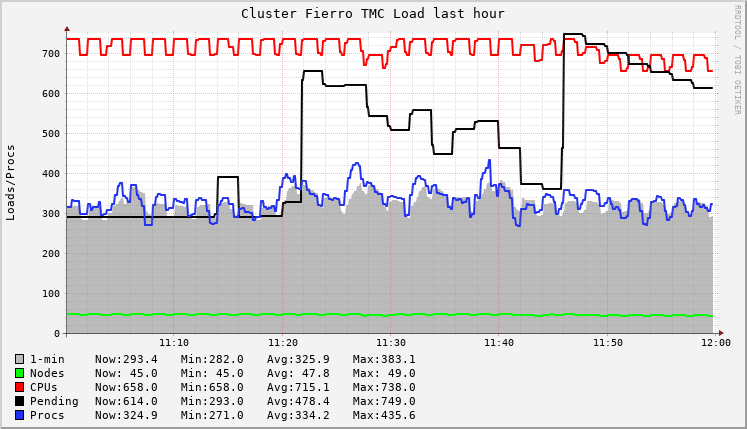 Cluster Fierro TMC Load last hour
RRDTOOL / TOBI OETIKER
Loads/Procs
700
600
500
400
300
200
100
0
11:10 11:20 11:30 11:40 11:50 12:00
1-min Now:293.4 Min:282.0 Avg:325.9 Max:383.1
Nodes Now: 45.0 Min: 45.0 Avg: 47.8 Max: 49.0
CPUs Now:658.0 Min:658.0 Avg:715.1 Max:738.0
Pending Now:614.0 Min:293.0 Avg:478.4 Max:749.0
Procs Now:324.9 Min:271.0 Avg:334.2 Max:435.6